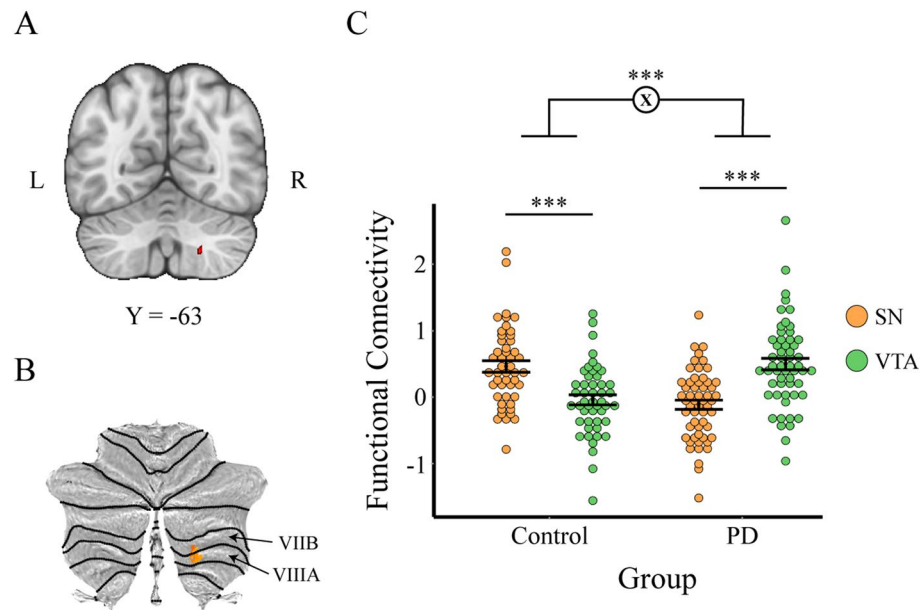 A
L
R
Y = -63
B
VIIB
VIIIA
C
***
X
***
***
Functional Connectivity
2
1
0
-1
Control
PD
Group
SN
VTA